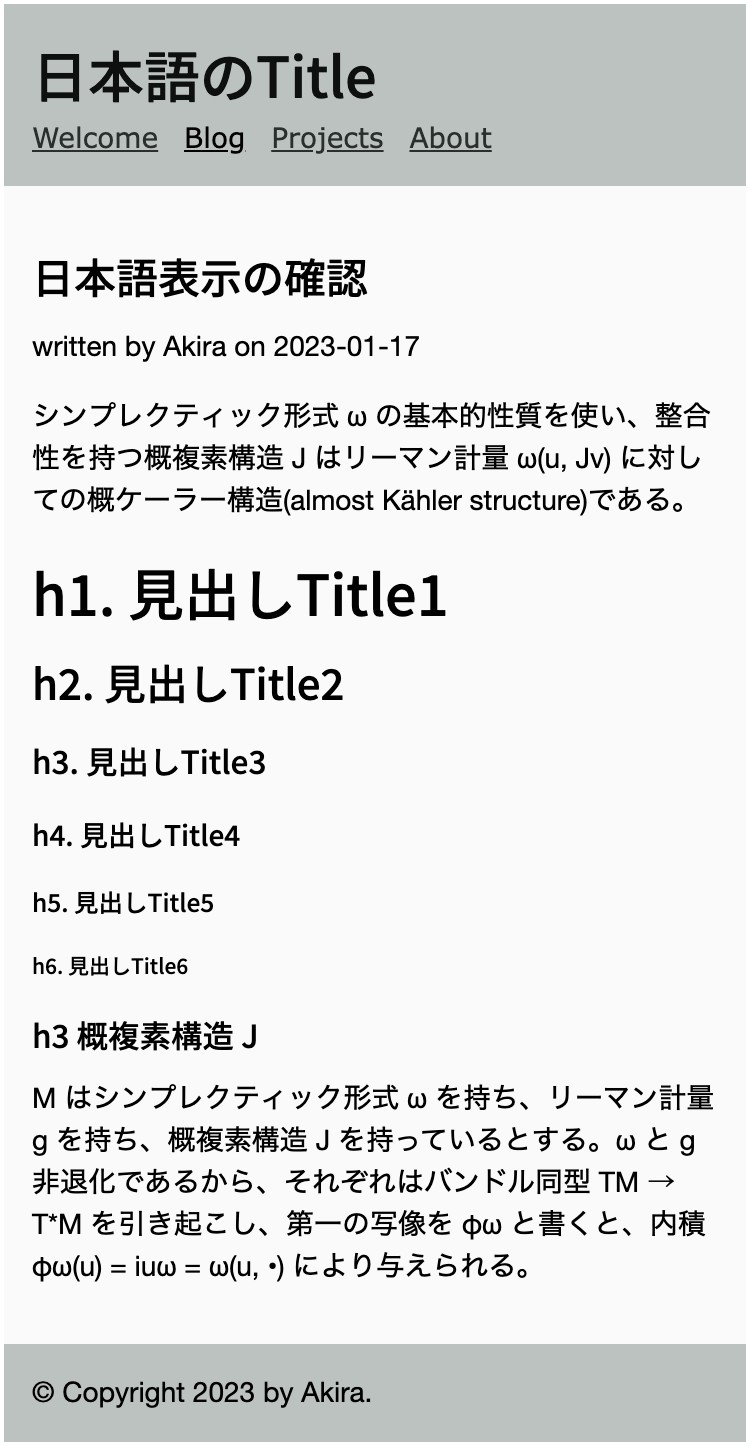 日本語のTitle
Welcome Blog Projects About
日本語表示の確認
written by Akira on 2023-01-17
シンプレクティック形式 ω の基本的性質を使い、整合
性を持つ概複素構造 J はリーマン計量 ω(u, Jv) に対し
ての概ケーラー構造(almost Kähler structure)である。
h1. 見出しTitle1
h2. 見出しTitle2
h3. 見出しTitle3
h4. 見出しTitle4
h5. 見出しTitle5
h6. 見出しTitle6
h3 概複素構造 J
M はシンプレクティック形式 ω を持ち、リーマン計量
g を持ち、概複素構造 J を持っているとする。ω と g
非退化であるから、それぞれはバンドル同型 TM →
T*M を引き起こし、第一の写像を φω と書くと、内積
φω(u) = iuω = ω(u, •) により与えられる。
© Copyright 2023 by Akira.